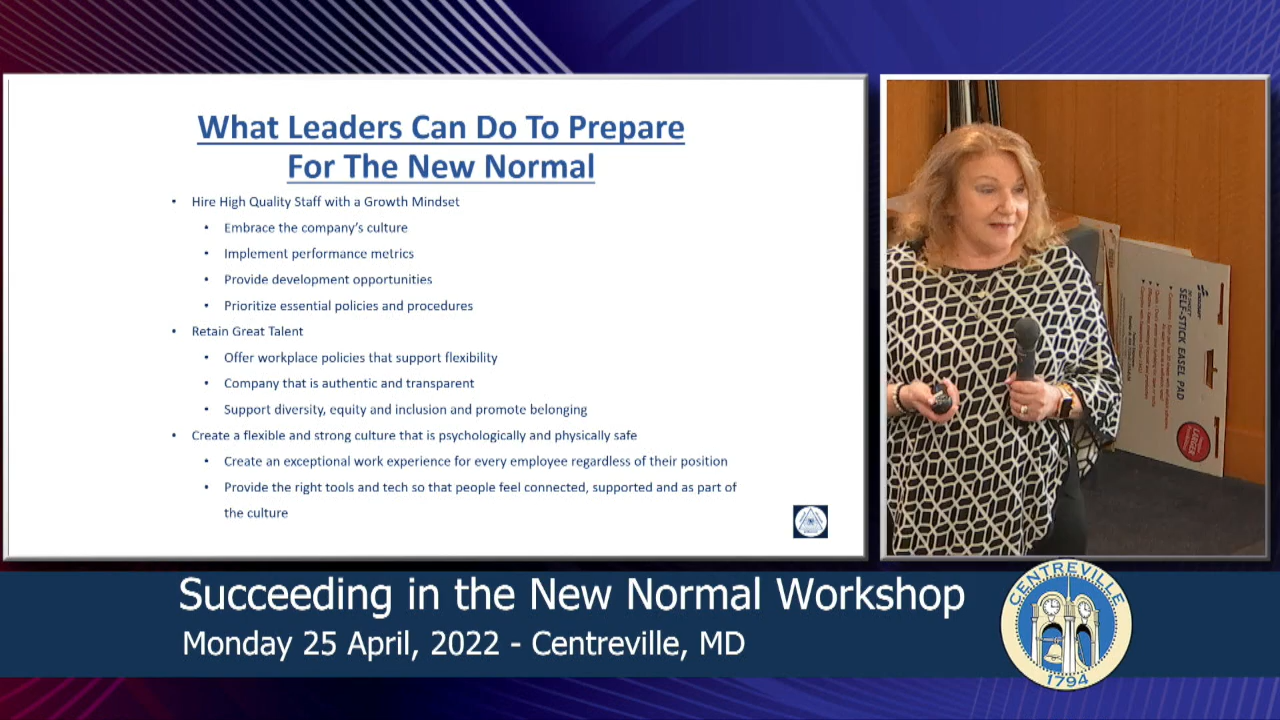 What Leaders Can Do To Prepare
For The New Normal
• Hire High Quality Staff with a Growth Mindset
• Embrace the company's culture
• Implement performance metrics
• Provide development opportunities
• Prioritize essential policies and procedures
• Retain Great Talent
• Offer workplace policies that support flexibility
• Company that is authentic and transparent
• Support diversity, equity and inclusion and promote belonging
• Create a flexible and strong culture that is psychologically and physically safe
• Create an exceptional work experience for every employee regardless of their position
• Provide the right tools and tech so that people feel connected, supported and as part of
the culture
SELF-STICK EASEL PAD
LARGER
Succeeding in the New Normal Workshop
Monday 25 April, 2022 - Centreville, MD
CENTREVILLE
1794